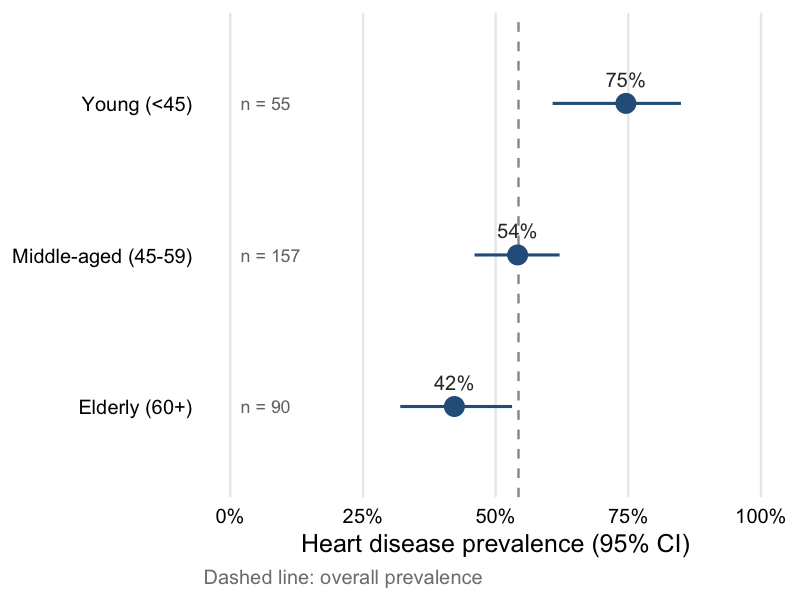 75%
Young (<45) n = 55
54%
Middle-aged (45-59) n = 157
42%
Elderly (60+) n = 90
0% 25% 50% 75% 100%
Heart disease prevalence (95% CI)
Dashed line: overall prevalence